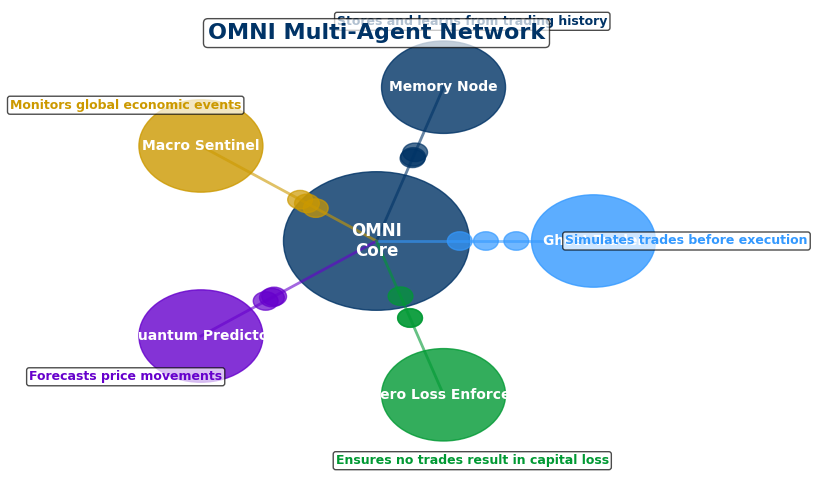 Stores and learns from trading history
OMNI Multi-Agent Network
Memory Node
Monitors global economic events
Macro Sentinel
OMNI
Core
Gh
Simulates trades before execution
uantum Predicto
Forecasts price movements
ero Loss Enforce
Ensures no trades result in capital loss